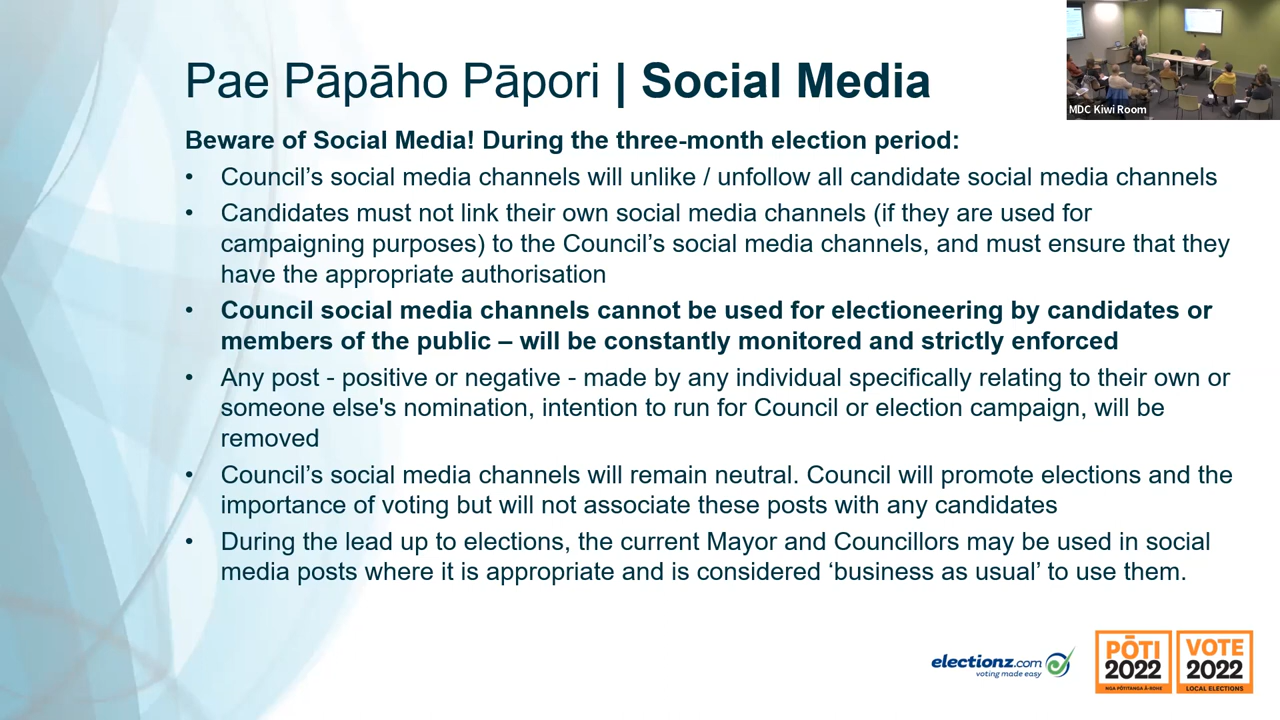 Pae Pāpāho Pāpori | Social Media
MDC Kiwi Room
Beware of Social Media! During the three-month election period:
• Council’s social media channels will unlike / unfollow all candidate social media channels
• Candidates must not link their own social media channels (if they are used for
campaigning purposes) to the Council’s social media channels, and must ensure that they
have the appropriate authorisation
• Council social media channels cannot be used for electioneering by candidates or
members of the public – will be constantly monitored and strictly enforced
• Any post - positive or negative - made by any individual specifically relating to their own or
someone else's nomination, intention to run for Council or election campaign, will be
removed
• Council’s social media channels will remain neutral. Council will promote elections and the
importance of voting but will not associate these posts with any candidates
• During the lead up to elections, the current Mayor and Councillors may be used in social
media posts where it is appropriate and is considered ‘business as usual’ to use them.
electionz.com
voting made easy
PŌTI
2022
NGA PŌTITANGA Ā-ROHE
VOTE
2022
LOCAL ELECTIONS